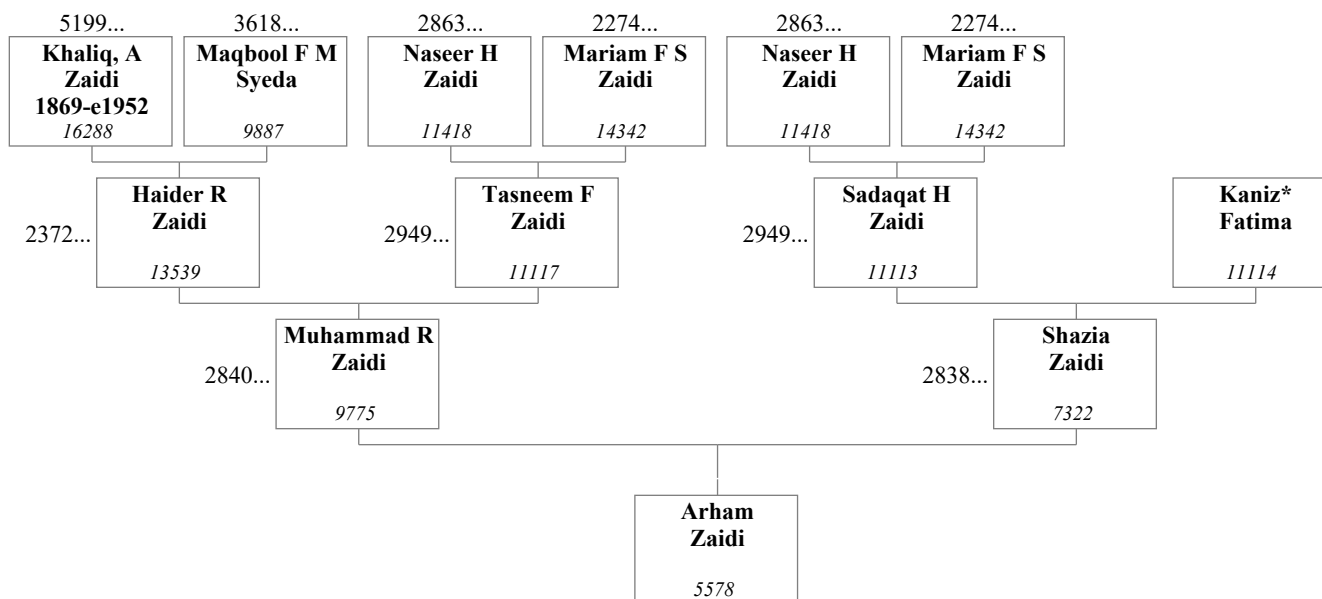 5199...
3618...
2863...
2274...
2863...
2274...
Khaliq, A
Zaidi
1869-e1952
16288
Maqbool F M
Syeda
9887
Naseer H
Zaidi
11418
Mariam F S
Zaidi
14342
Naseer H
Zaidi
11418
Mariam F S
Zaidi
14342
2372...
Haider R
Zaidi
13539
2949...
Tasneem F
Zaidi
11117
2949...
Sadaqat H
Zaidi
11113
Kaniz*
Fatima
11114
2840...
Muhammad R
Zaidi
9775
2838...
Shazia
Zaidi
7322
Arham
Zaidi
5578